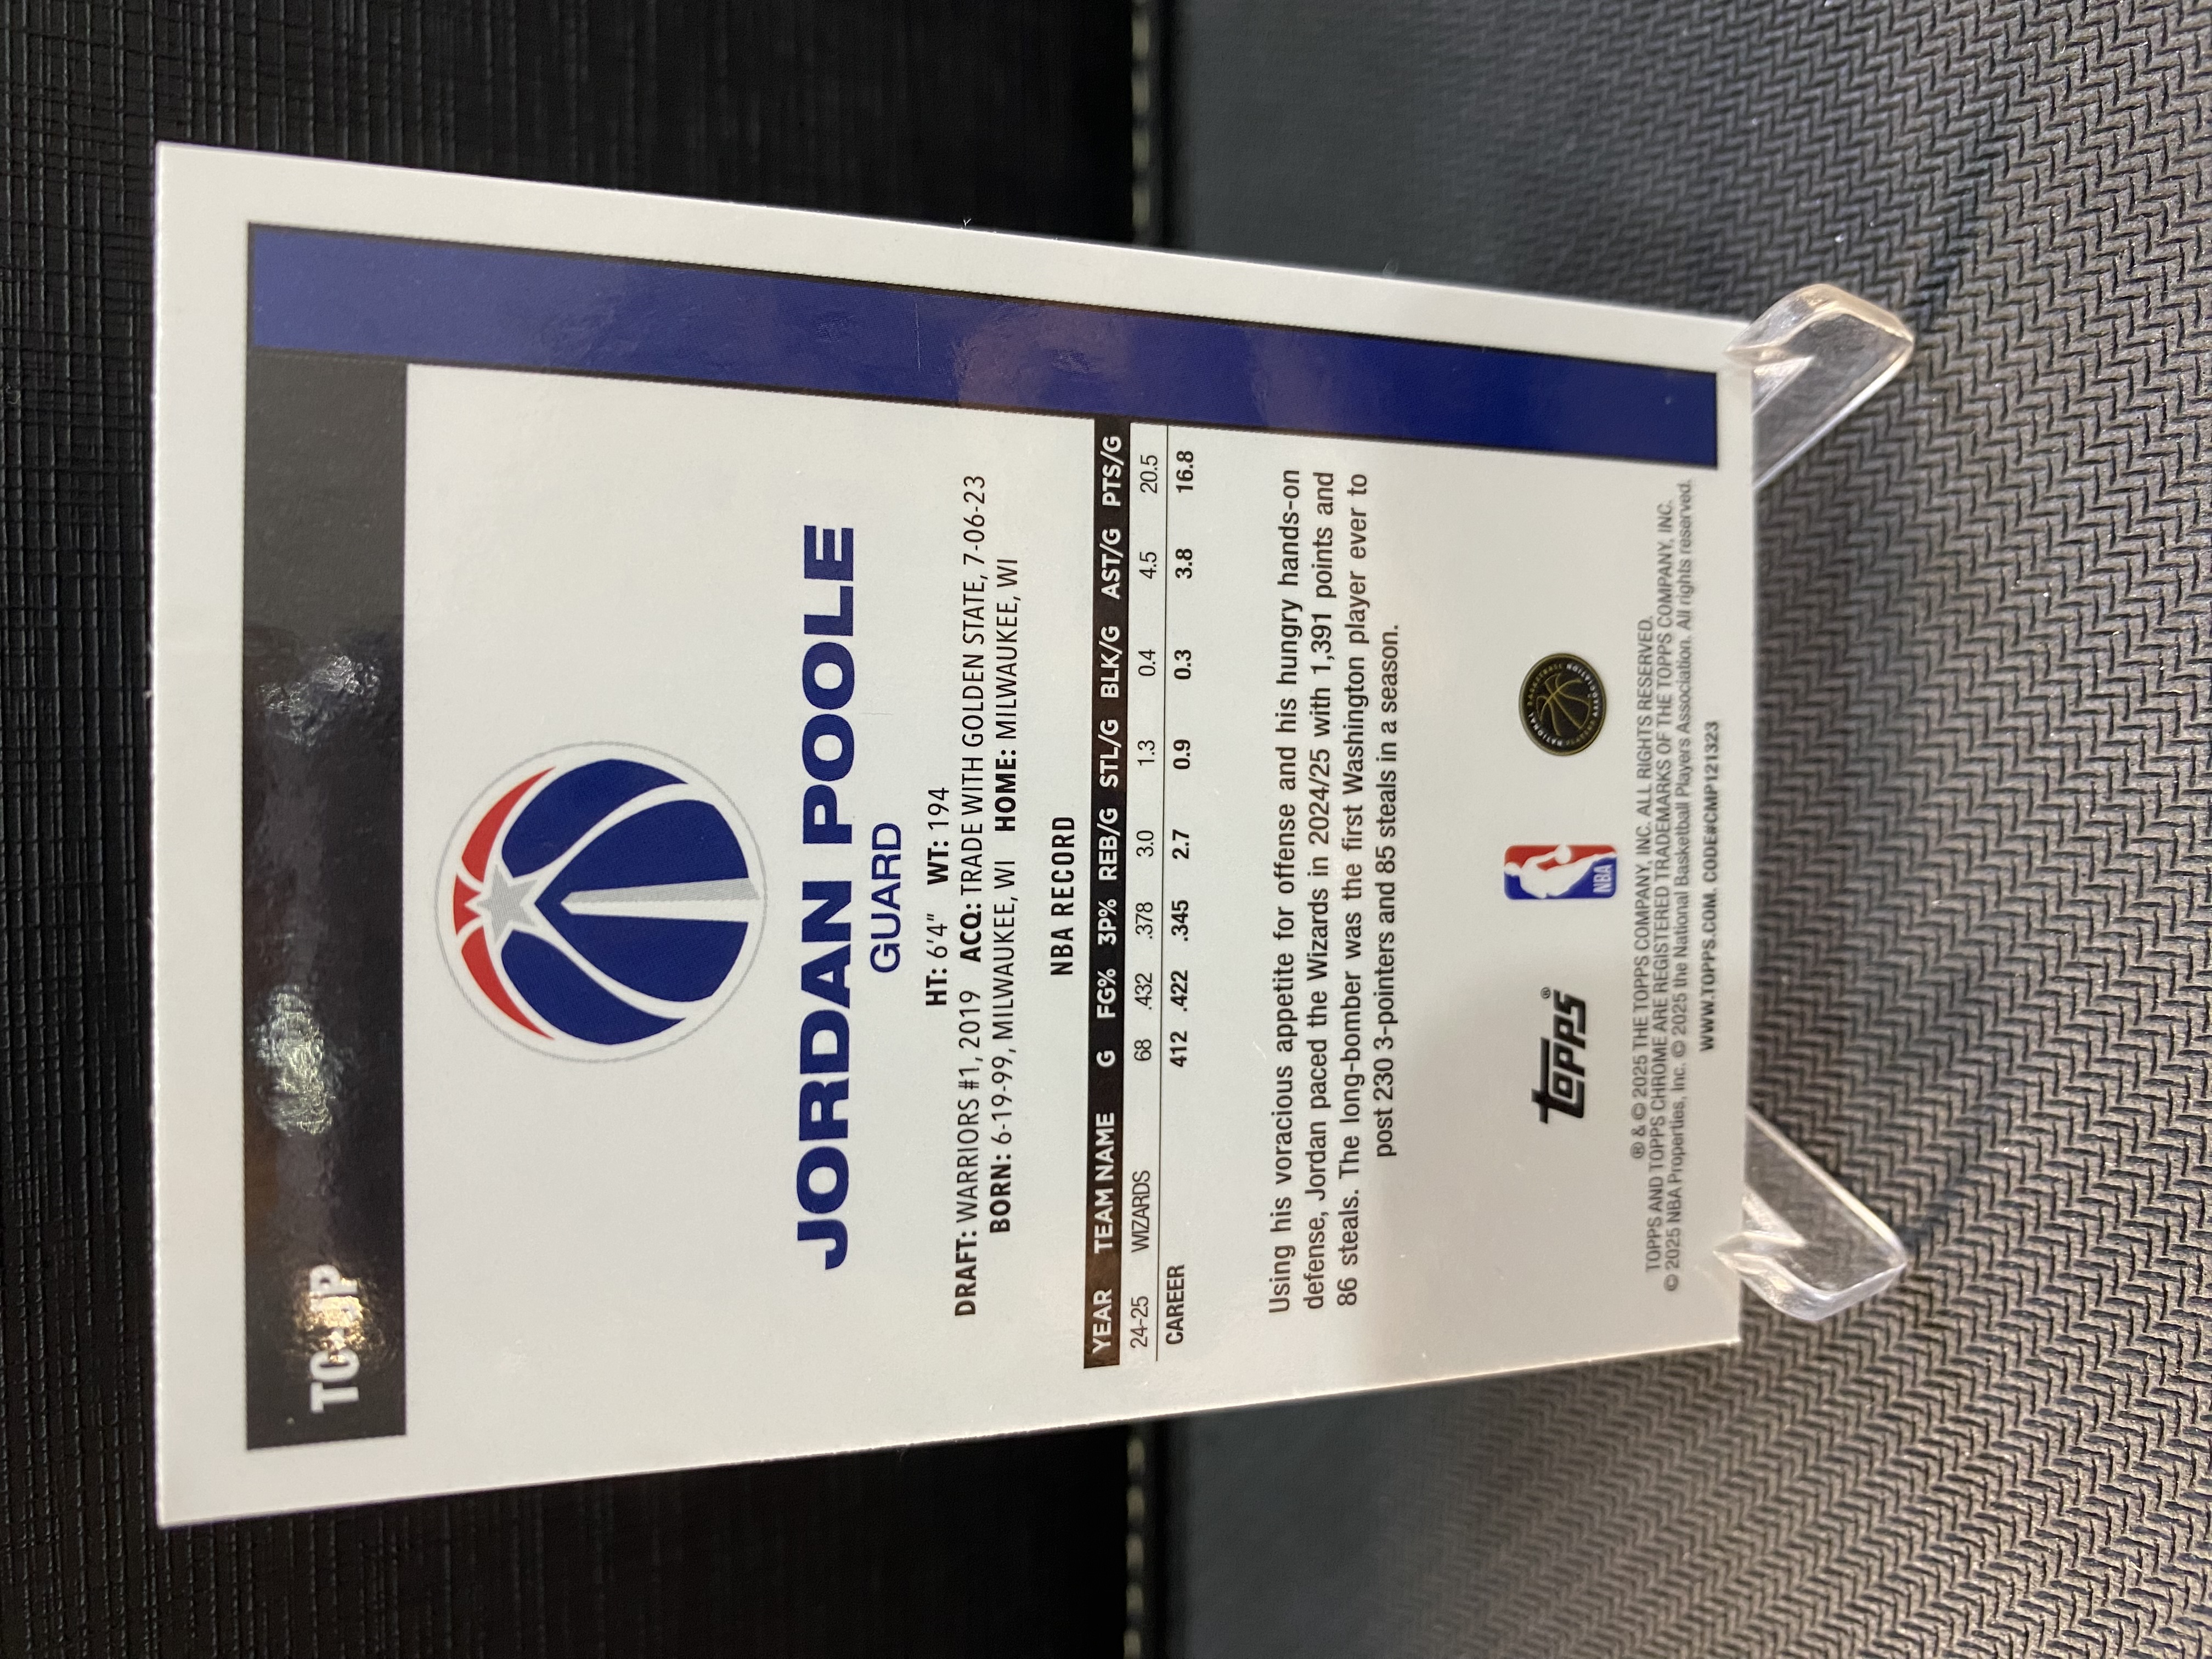 TC-JP
JORDAN POOLE
GUARD
HT: 6'4" WT: 194
DRAFT: WARRIORS #1, 2019 ACQ: TRADE WITH GOLDEN STATE, 7-06-23
BORN: 6-19-99, MILWAUKEE, WI HOME: MILWAUKEE, WI
NBA RECORD
YEAR TEAM NAME G FG% 3P% REB/G STL/G BLK/G AST/G PTS/G
24-25 WIZARDS 68 .432 .378 3.0 1.3 0.4 4.5 20.5
CAREER 412 .422 .345 2.7 0.9 0.3 3.8 16.8
Using his voracious appetite for offense and his hungry hands-on
defense, Jordan paced the Wizards in 2024/25 with 1,391 points and
86 steals. The long-bomber was the first Washington player ever to
post 230 3-pointers and 85 steals in a season.
topps®
NBA
® & © 2025 THE TOPPS COMPANY, INC. ALL RIGHTS RESERVED.
TOPPS AND TOPPS CHROME ARE REGISTERED TRADEMARKS OF THE TOPPS COMPANY, INC.
© 2025 NBA Properties, Inc. © 2025 the National Basketball Players Association. All rights reserved.
WWW.TOPPS.COM. CODE#CMP121323